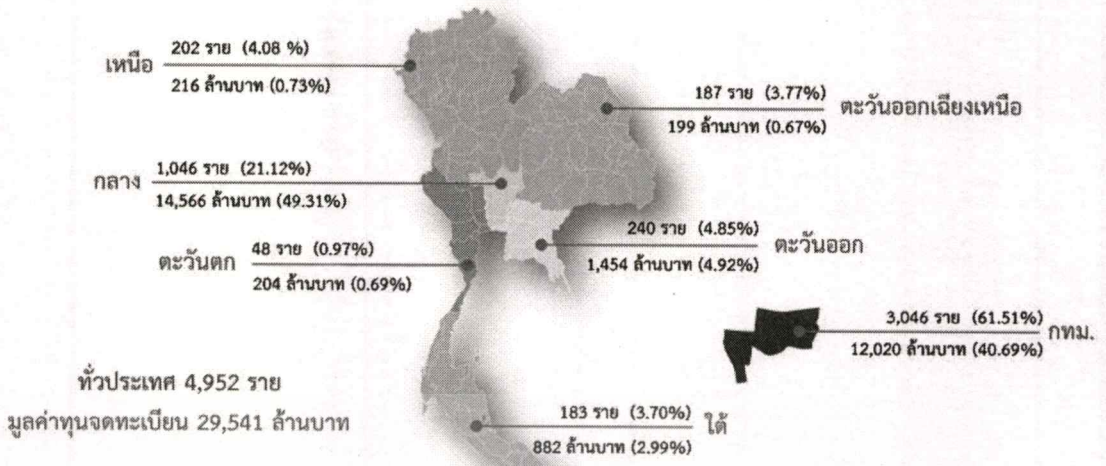 เหนือ
202 ราย (4.08 %)
216 ล้านบาท (0.73%)
187 ราย (3.77%)
199 ล้านบาท (0.67%)
ตะวันออกเฉียงเหนือ
กลาง
1,046 ราย (21.12%)
14,566 ล้านบาท (49.31%)
240 ราย (4.85%)
1,454 ล้านบาท (4.92%)
ตะวันออก
ตะวันตก
48 ราย (0.97%)
204 ล้านบาท (0.69%)
3,046 ราย (61.51%)
12,020 ล้านบาท (40.69%)
กทม.
ทั่วประเทศ 4,952 ราย
มูลค่าทุนจดทะเบียน 29,541 ล้านบาท
183 ราย (3.70%)
882 ล้านบาท (2.99%)
ใต้